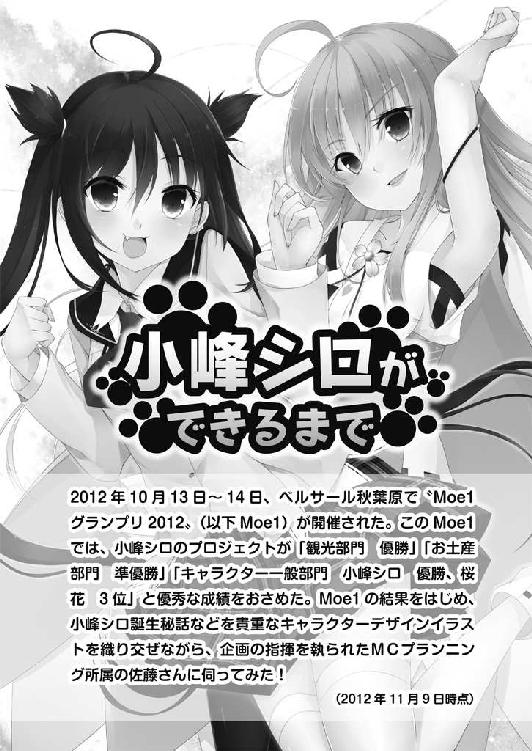 小峰シロが
できるまで
2012年10月13日～14日、ベルサール秋葉原で〝Moe1
グランプリ2012〟（以下Moe1）が開催された。このMoe1
では、小峰シロのプロジェクトが「観光部門　優勝」「お土産
部門　準優勝」「キャラクター一般部門　小峰シロ　優勝、桜
花　3位」と優秀な成績をおさめた。Moe1の結果をはじめ、
小峰シロ誕生秘話などを貴重なキャラクターデザインイラス
トを織り交ぜながら、企画の指揮を執られたＭＣプランニン
グ所属の佐藤さんに伺ってみた！
（2012年11月9日時点）